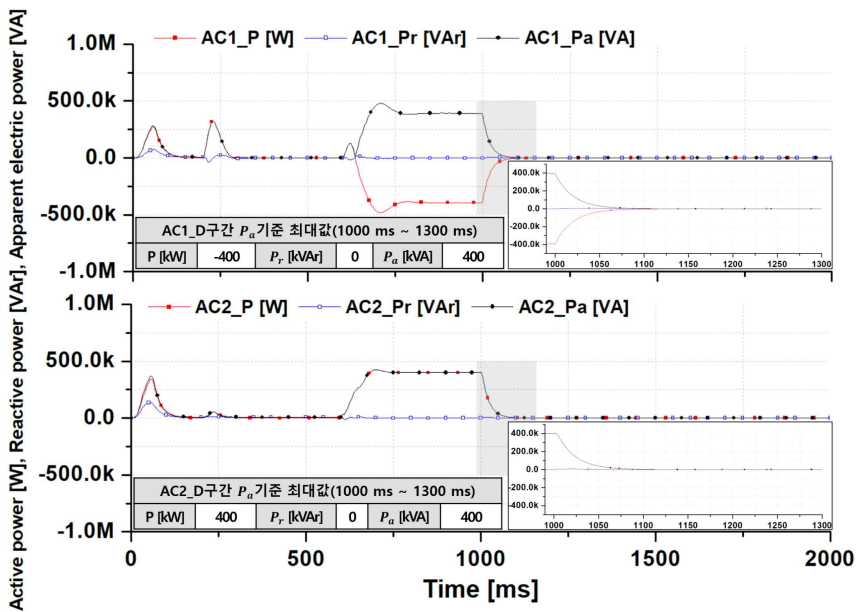 Active power [W], Reactive power [VAr], Apparent electric power [VA]
AC1_P [W] AC1_Pr [VAr] AC1_Pa [VA]
1.0M
500.0k
0.0
-500.0k
-1.0M
AC1_D구간 Pa기준 최대값(1000 ms ~ 1300 ms)
P [kW] -400 Pr [kVAr] 0 Pa [kVA] 400
400.0k
200.0k
0.0
-200.0k
-400.0k
1000 1050 1100 1150 1200 1250 1300
AC2_P [W] AC2_Pr [VAr] AC2_Pa [VA]
1.0M
500.0k
0.0
-500.0k
-1.0M
AC2_D구간 Pa기준 최대값(1000 ms ~ 1300 ms)
P [kW] 400 Pr [kVAr] 0 Pa [kVA] 400
400.0k
200.0k
0.0
-200.0k
-400.0k
1000 1050 1100 1150 1200 1250 1300
0 500 1000 1500 2000
Time [ms]